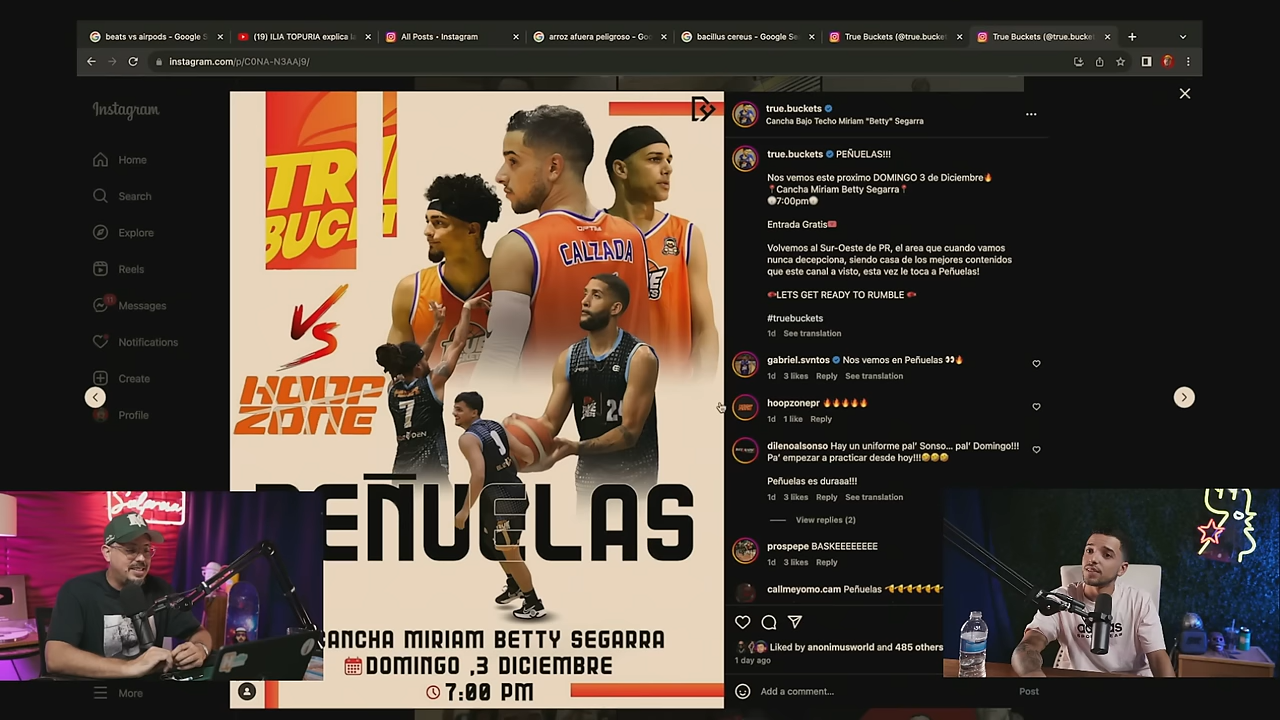 beats vs airpods - Google S
(19) ILIA TOPURIA explica la
All Posts • Instagram
arroz afuera peligroso - Goo
bacillus cereus - Google Se
True Buckets (@true.bucket
True Buckets (@true.bucket
instagram.com/p/C0NA-N3AAj9/
Instagram
Home
Search
Explore
Reels
11
Messages
Notifications
Create
Profile
More
TR
BUC
VS
HOOP
ZONE
CALZADA
7
24
PEÑUELAS
CANCHA MIRIAM BETTY SEGARRA
DOMINGO ,3 DICIEMBRE
7:00 PM
true.buckets
Cancha Bajo Techo Miriam "Betty" Segarra
true.buckets PEÑUELAS!!!
Nos vemos este proximo DOMINGO 3 de Diciembre🔥
📍Cancha Miriam Betty Segarra📍
7:00pm
Entrada Gratis
Volvemos al Sur-Oeste de PR, el area que cuando vamos
nunca decepciona, siendo casa de los mejores contenidos
que este canal a visto, esta vez le toca a Peñuelas!
🥊LETS GET READY TO RUMBLE 🥊
#truebuckets
1d See translation
gabriel.svntos Nos vemos en Peñuelas 👀🔥
1d 3 likes Reply See translation
hoopzonepr 🔥🔥🔥🔥🔥
1d 1 like Reply
dilenoalsonso Hay un uniforme pal' Sonso... pal' Domingo!!!
Pa' empezar a practicar desde hoy!!!🤣🤣🤣
Peñuelas es duraaa!!!
1d 3 likes Reply See translation
View replies (2)
prospepe BASKEEEEEEEE
1d 3 likes Reply
callmeyomo.cam Peñuelas
Liked by anonimusworld and 485 others
1 day ago
Add a comment...
Post
adidas